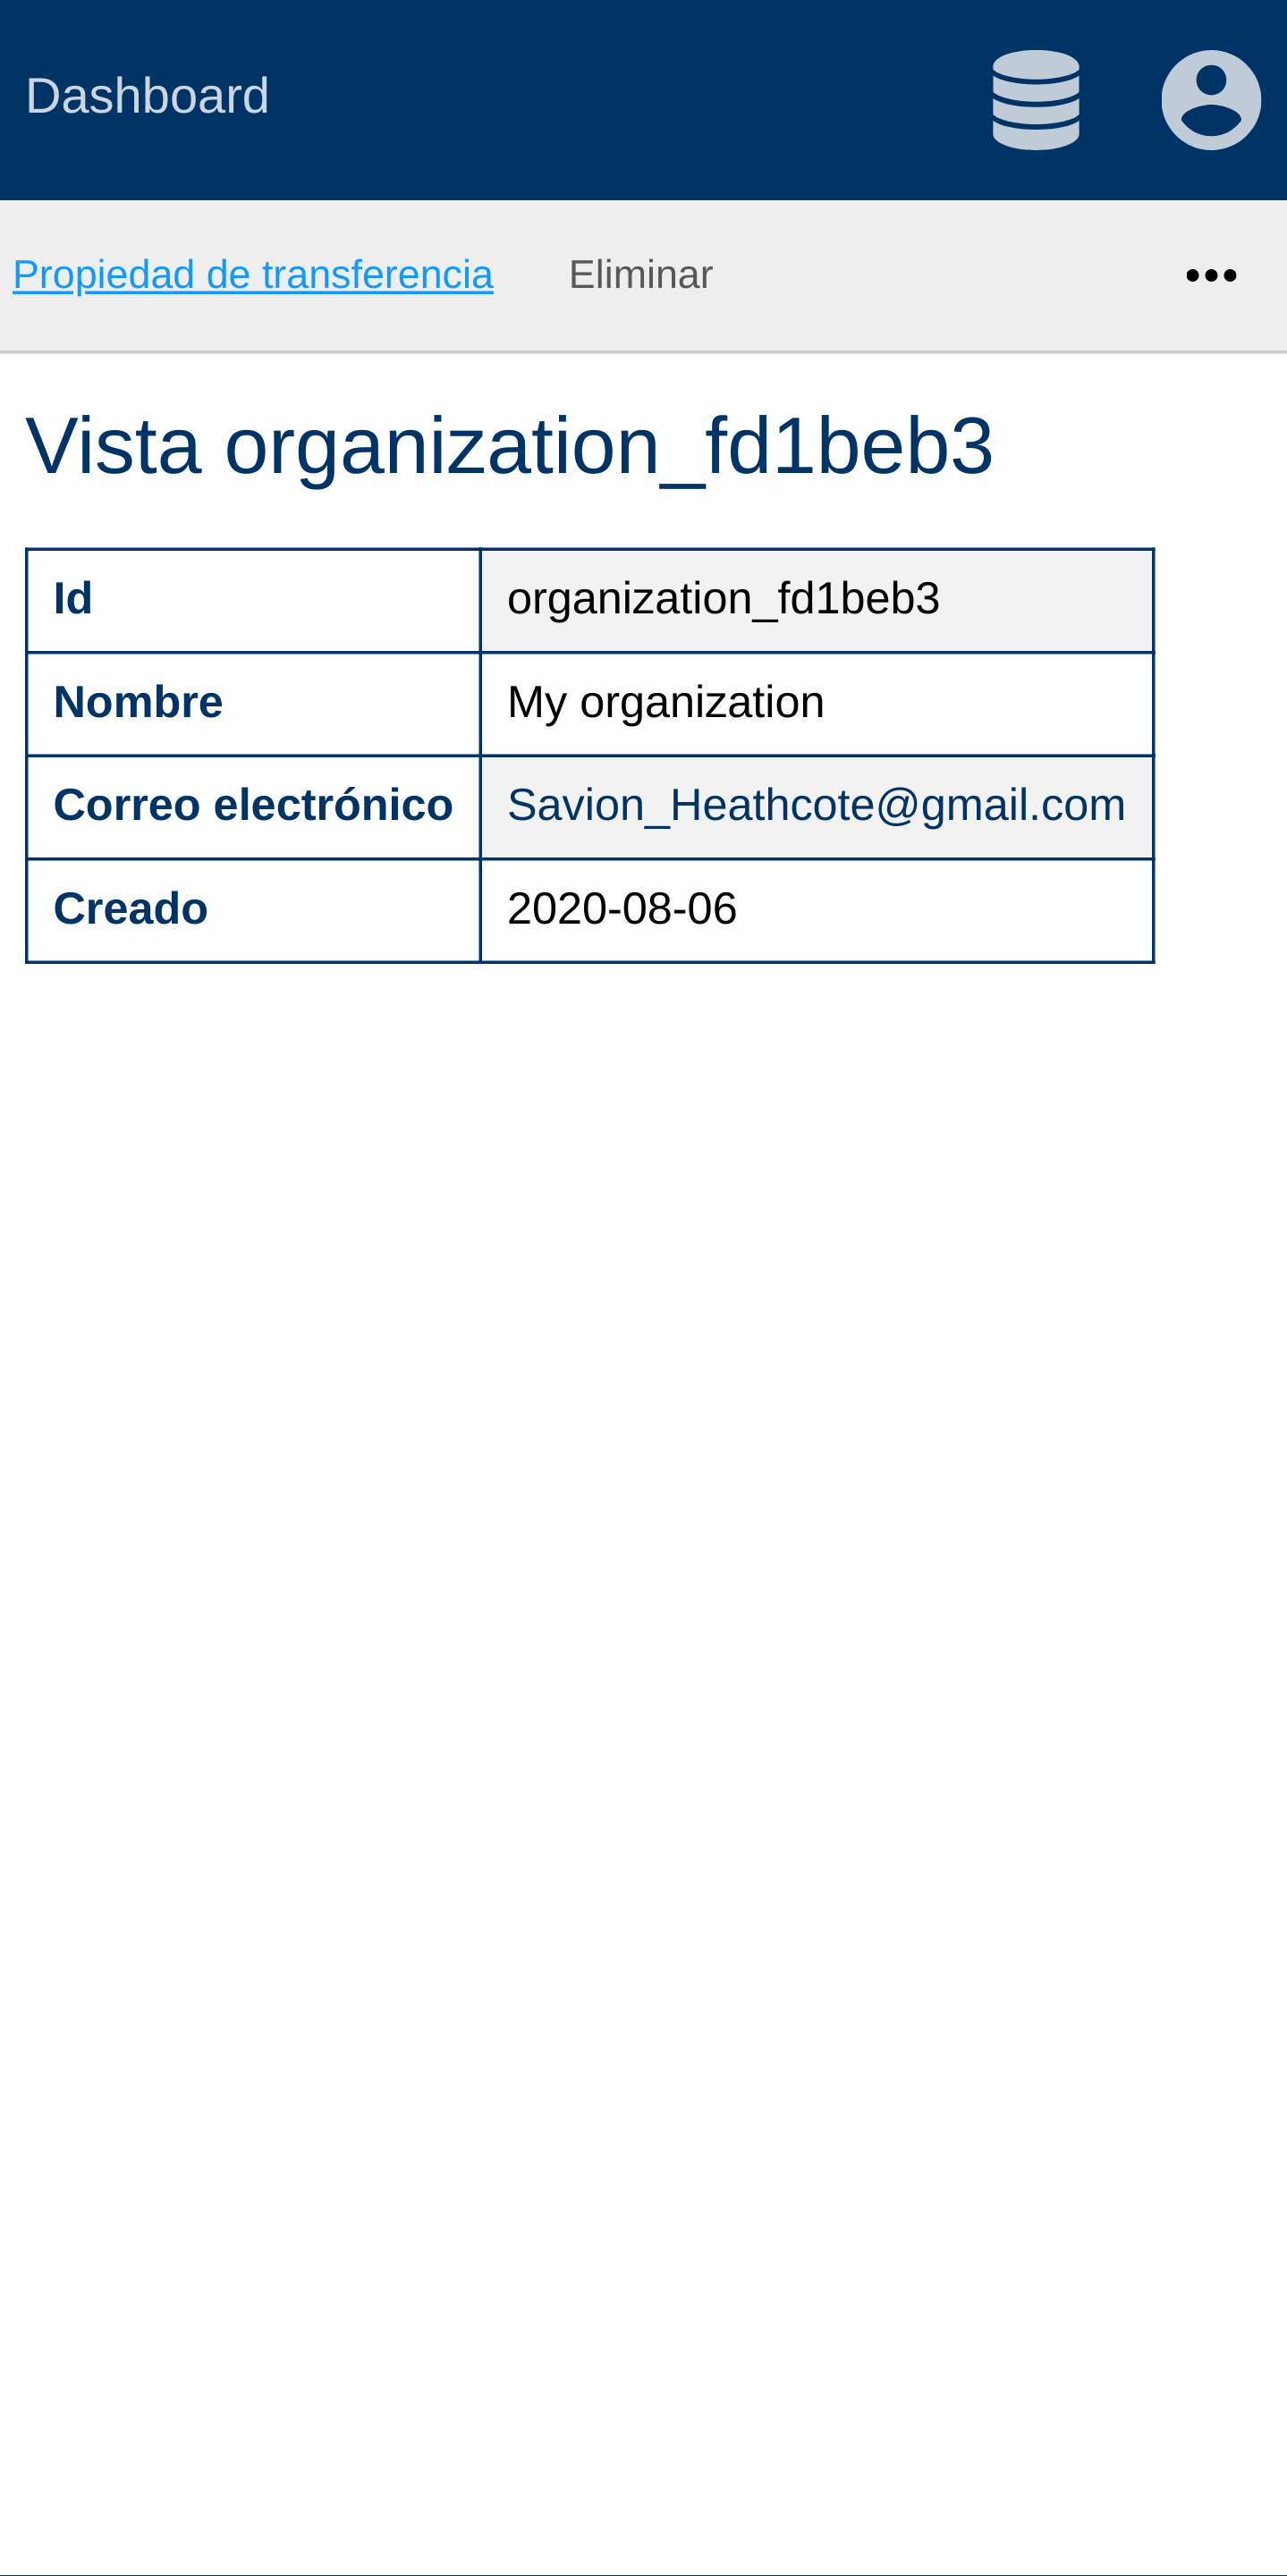 Dashboard
Propiedad de transferencia Eliminar
Vista organization_fd1beb3
Id organization_fd1beb3
Nombre My organization
Correo electrónico Savion_Heathcote@gmail.com
Creado 2020-08-06